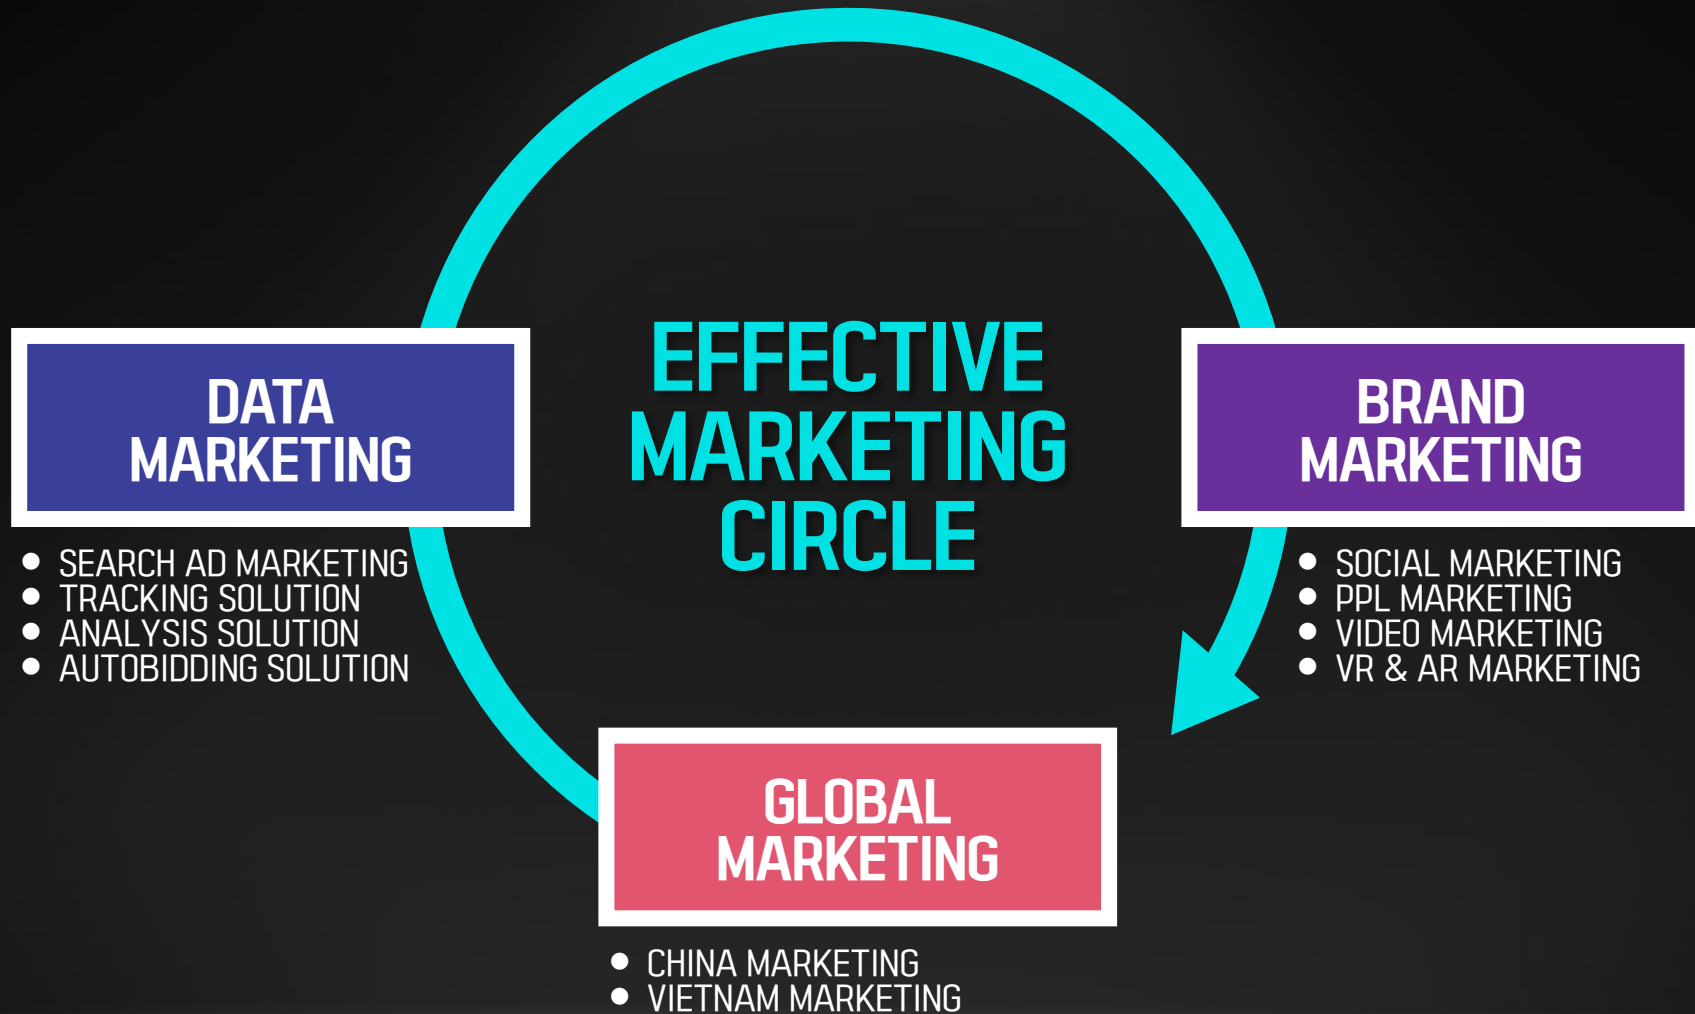 EFFECTIVE
MARKETING
CIRCLE
DATA
MARKETING
● SEARCH AD MARKETING
● TRACKING SOLUTION
● ANALYSIS SOLUTION
● AUTOBIDDING SOLUTION
BRAND
MARKETING
● SOCIAL MARKETING
● PPL MARKETING
● VIDEO MARKETING
● VR & AR MARKETING
GLOBAL
MARKETING
● CHINA MARKETING
● VIETNAM MARKETING